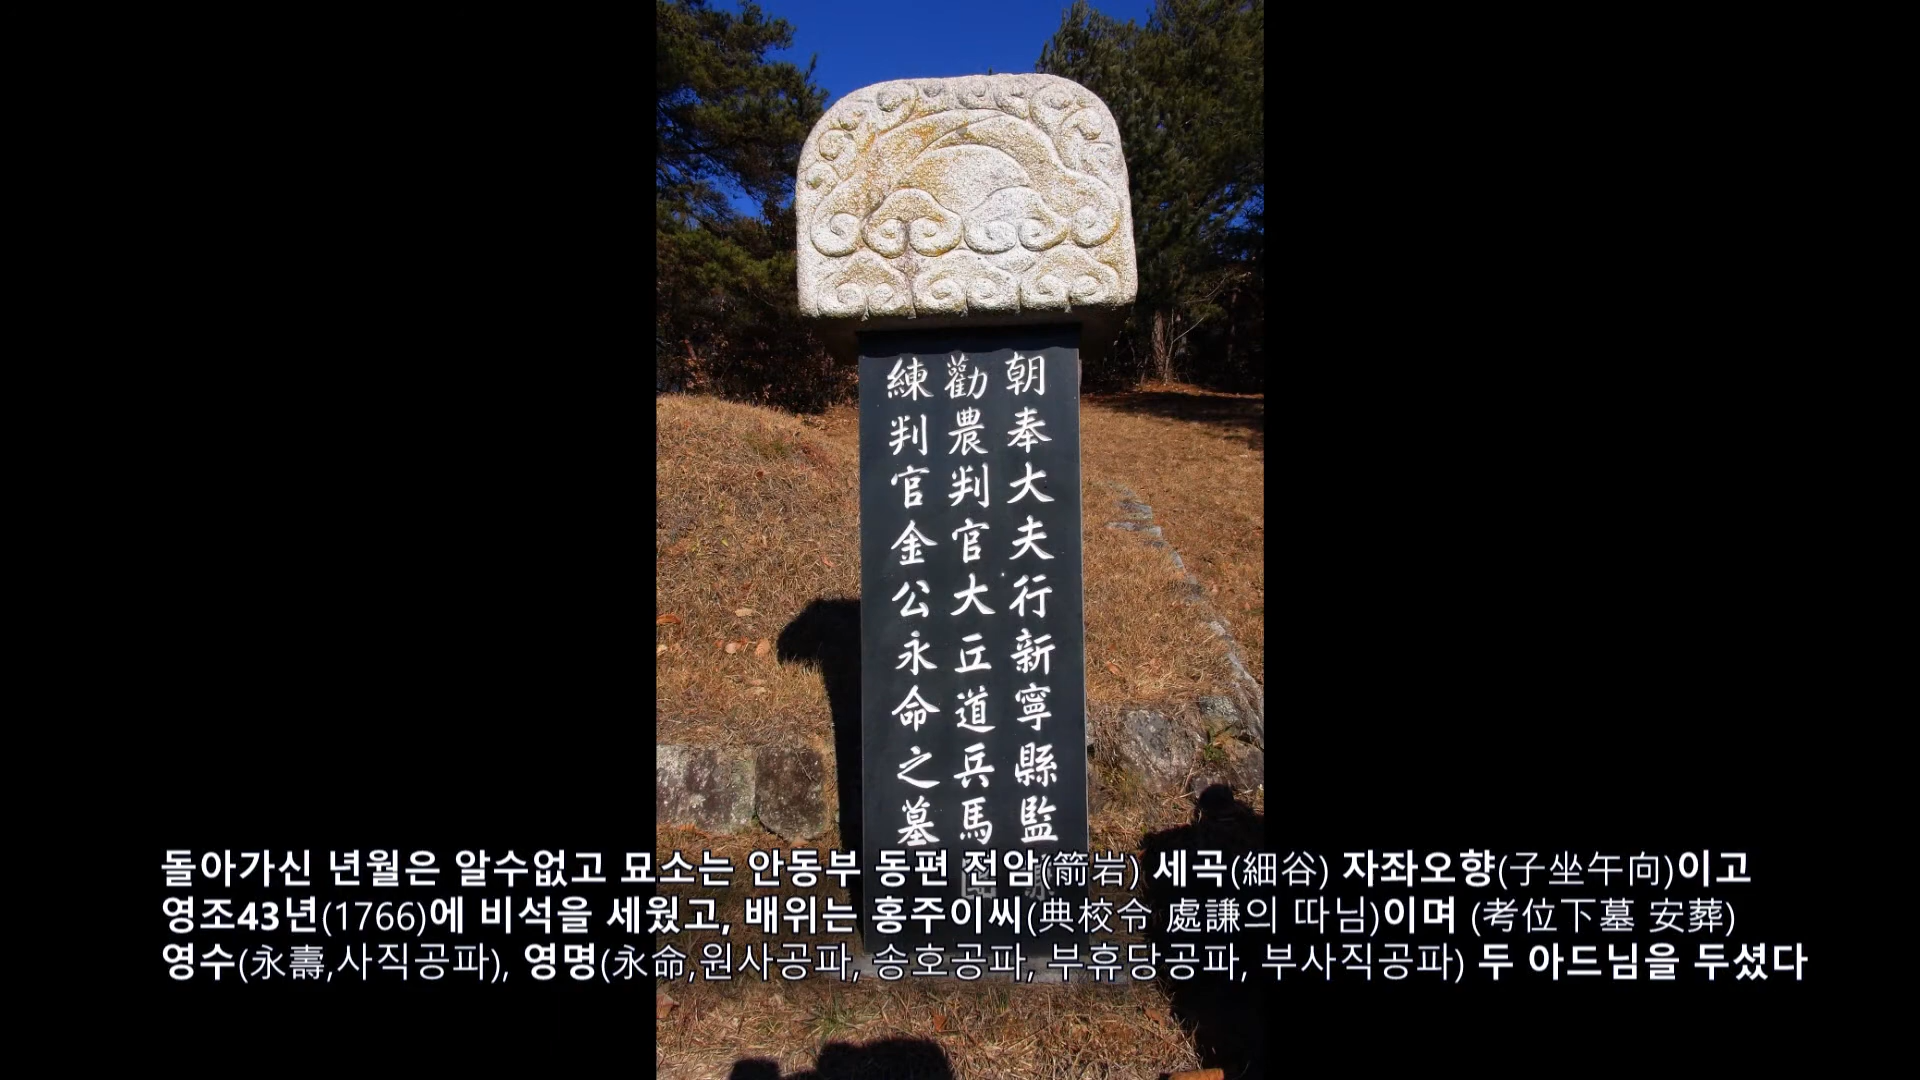 朝奉大夫行新寧縣監
勸農判官大丘道兵馬團
練判官金公永命之墓
돌아가신 년월은 알수없고 묘소는 안동부 동편 전암(箭岩) 세곡(細谷) 자좌오향(子坐午向)이고
영조43년(1766)에 비석을 세웠고, 배위는 홍주이씨(典校令 處謙의 따님)이며 (考位下墓 安葬)
영수(永壽,사직공파), 영명(永命,원사공파, 송호공파, 부휴당공파, 부사직공파) 두 아드님을 두셨다